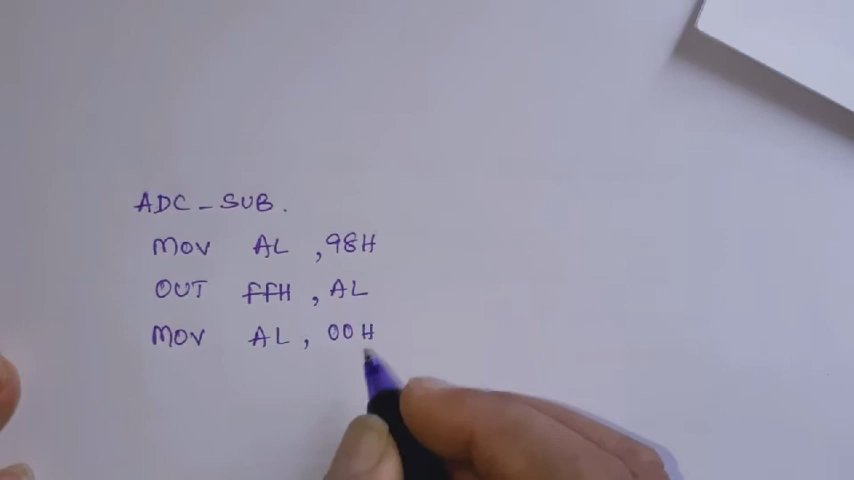 ADC - SUB.
MOV AL , 98H
OUT FFH , AL
MOV AL , 00H